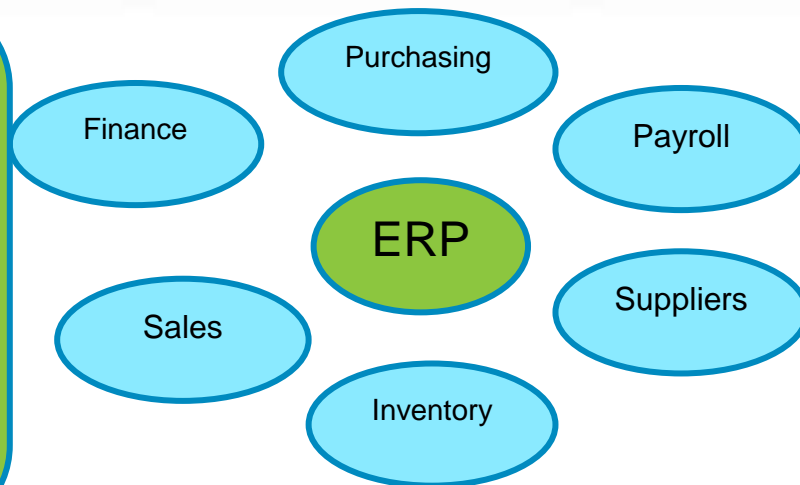 Purchasing
Finance
Payroll
ERP
Suppliers
Sales
Inventory